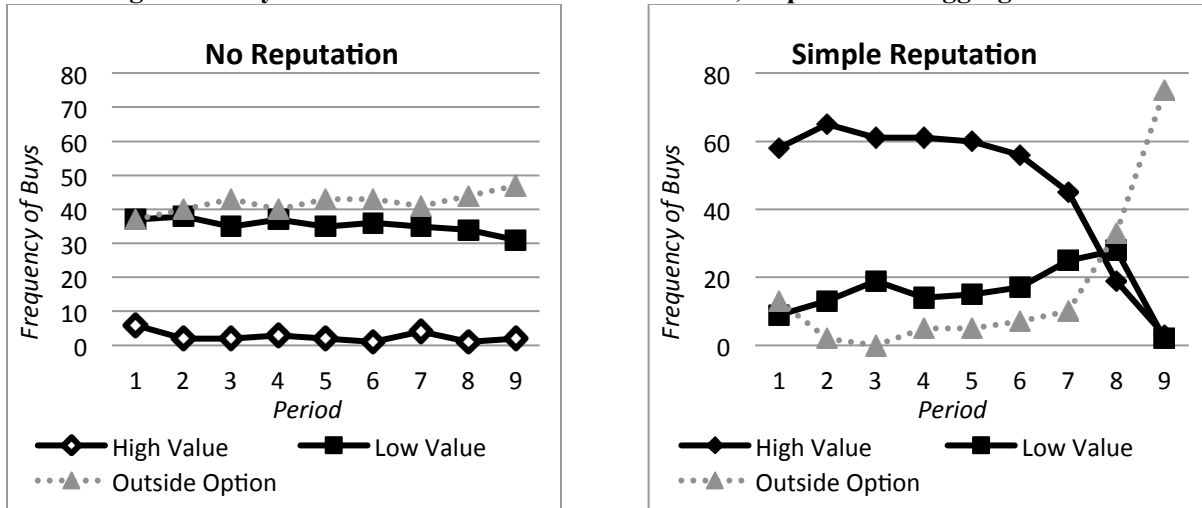 No Reputation
80
70
60
50
40
30
20
10
0
Frequency of Buys
1 2 3 4 5 6 7 8 9
Period
High Value
Low Value
Outside Option
Simple Reputation
80
60
40
20
0
Frequency of Buys
1 2 3 4 5 6 7 8 9
Period
High Value
Low Value
Outside Option